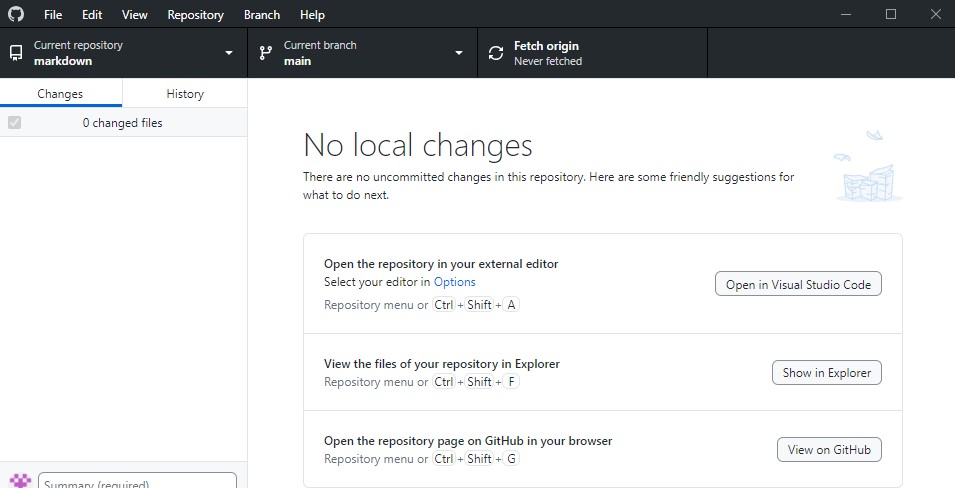 File Edit View Repository Branch Help
Current repository
markdown
Current branch
main
Fetch origin
Never fetched
Changes History
0 changed files
No local changes
There are no uncommitted changes in this repository. Here are some friendly suggestions for
what to do next.
Open the repository in your external editor
Select your editor in Options
Repository menu or Ctrl + Shift + A
Open in Visual Studio Code
View the files of your repository in Explorer
Repository menu or Ctrl + Shift + F
Show in Explorer
Open the repository page on GitHub in your browser
Repository menu or Ctrl + Shift + G
View on GitHub
Summary (required)